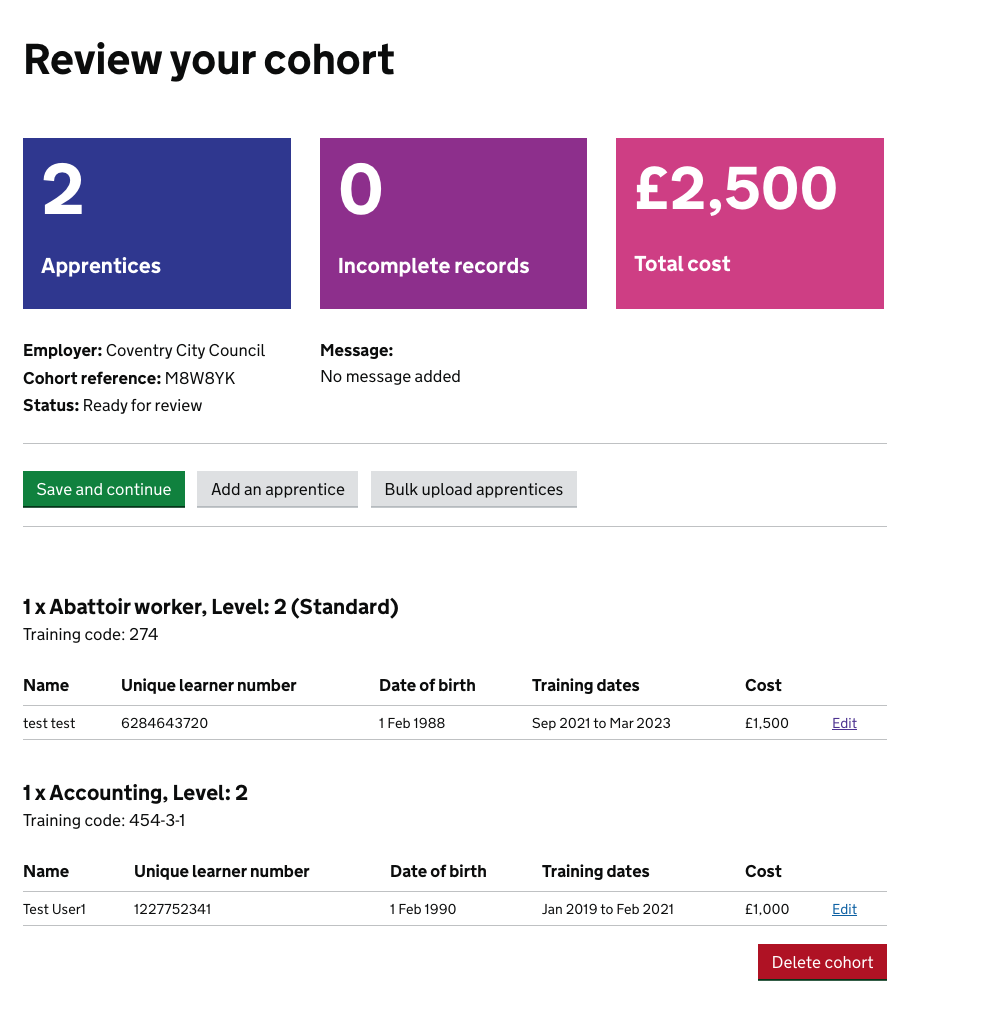 Review your cohort
2 0 £2,500
Apprentices Incomplete records Total cost
Employer: Coventry City Council Message:
Cohort reference: M8W8YK No message added
Status: Ready for review
Save and continue Add an apprentice Bulk upload apprentices
1 x Abattoir worker, Level: 2 (Standard)
Training code: 274
Name Unique learner number Date of birth Training dates Cost
test test 6284643720 1 Feb 1988 Sep 2021 to Mar 2023 £1,500 Edit
1 x Accounting, Level: 2
Training code: 454-3-1
Name Unique learner number Date of birth Training dates Cost
Test User1 1227752341 1 Feb 1990 Jan 2019 to Feb 2021 £1,000 Edit
Delete cohort